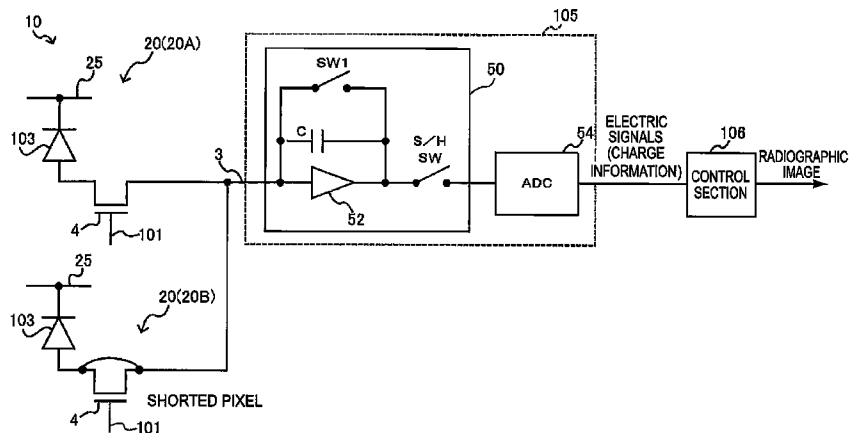 10
20(20A)
25
103
4
101
3
105
SW1
50
C
S/H
SW
52
54
ADC
ELECTRIC
SIGNALS
(CHARGE
INFORMATION)
106
CONTROL
SECTION
RADIOGRAPHIC
IMAGE
25
20(20B)
103
4
101
SHORTED PIXEL